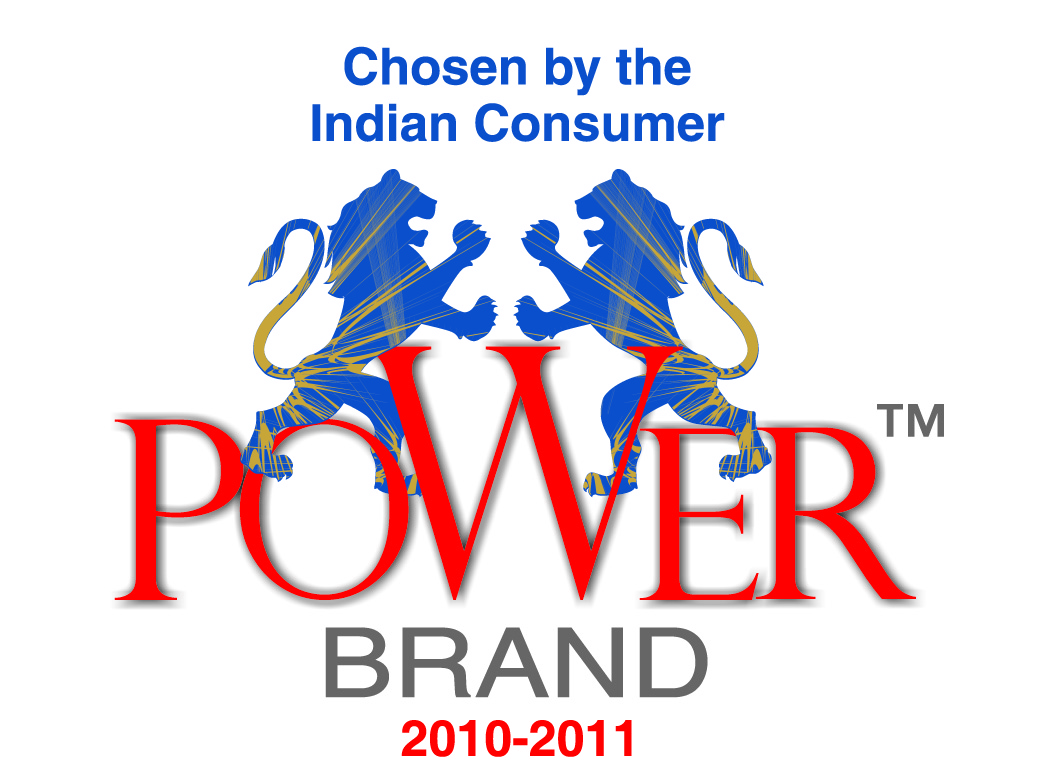 Chosen by the
Indian Consumer
POWER™
BRAND
2010-2011